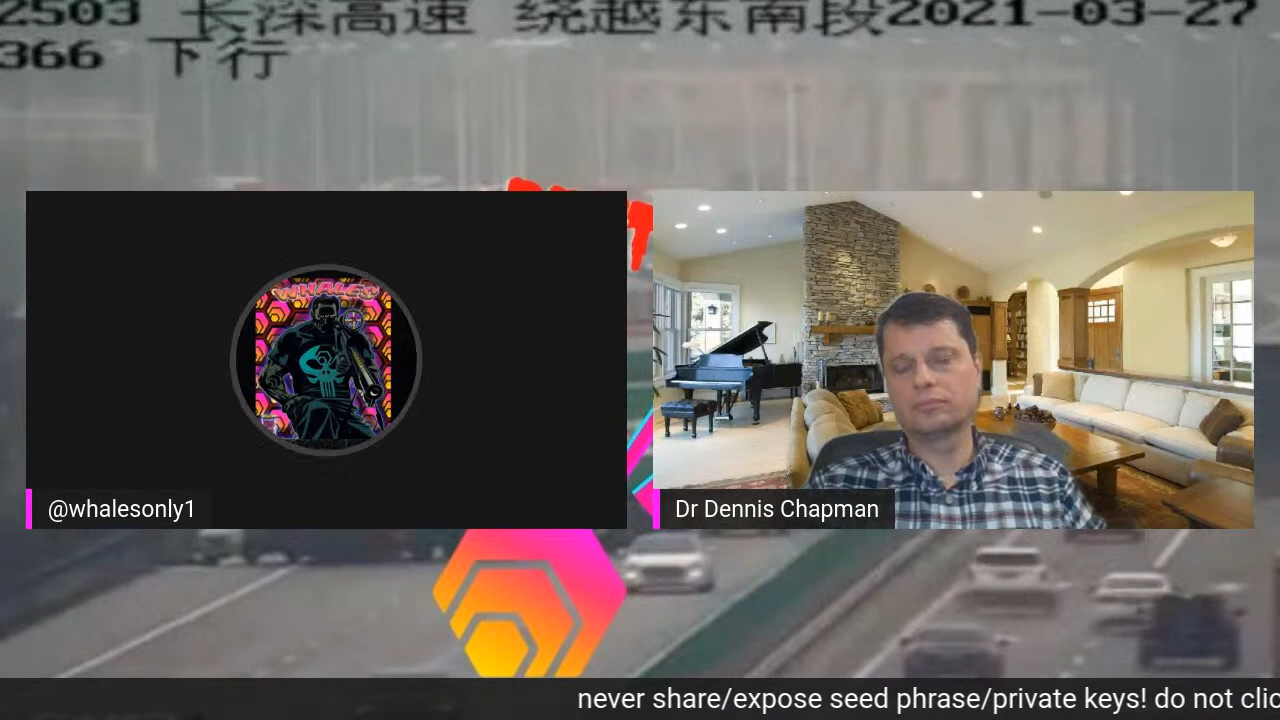 2503 长深高速 绕越东南段2021-03-27
366 下行
WHALES
@whalesonly1
Dr Dennis Chapman
never share/expose seed phrase/private keys! do not clic